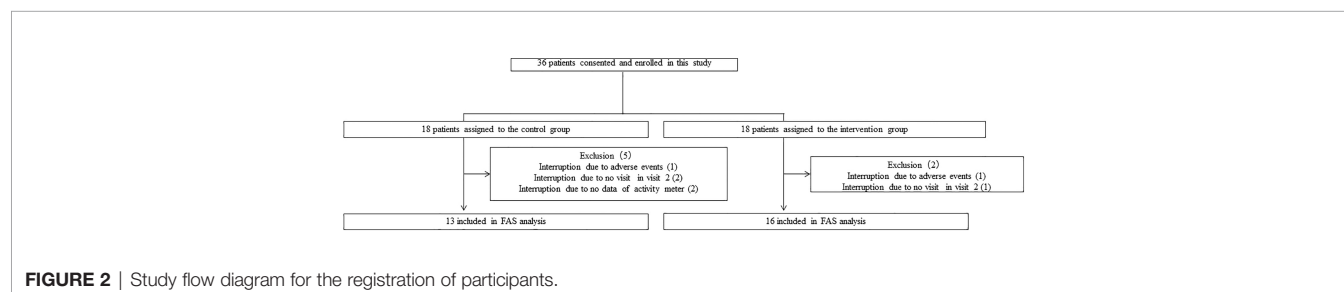 36 patients consented and enrolled in this study
18 patients assigned to the control group
18 patients assigned to the intervention group
Exclusion (5)
Interruption due to adverse events (1)
Interruption due to no visit in visit 2 (2)
Interruption due to no data of activity meter (2)
Exclusion (2)
Interruption due to adverse events (1)
Interruption due to no visit in visit 2 (1)
13 included in FAS analysis
16 included in FAS analysis
FIGURE 2 | Study flow diagram for the registration of participants.